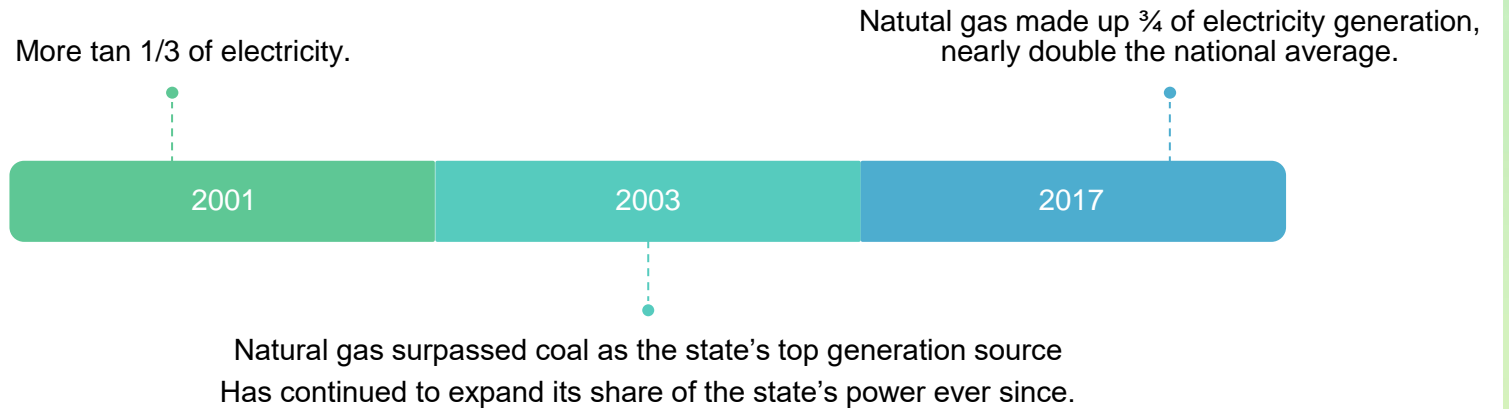 Natutal gas made up ¾ of electricity generation,
nearly double the national average.
More tan 1/3 of electricity.
2001
2003
2017
Natural gas surpassed coal as the state’s top generation source
Has continued to expand its share of the state’s power ever since.